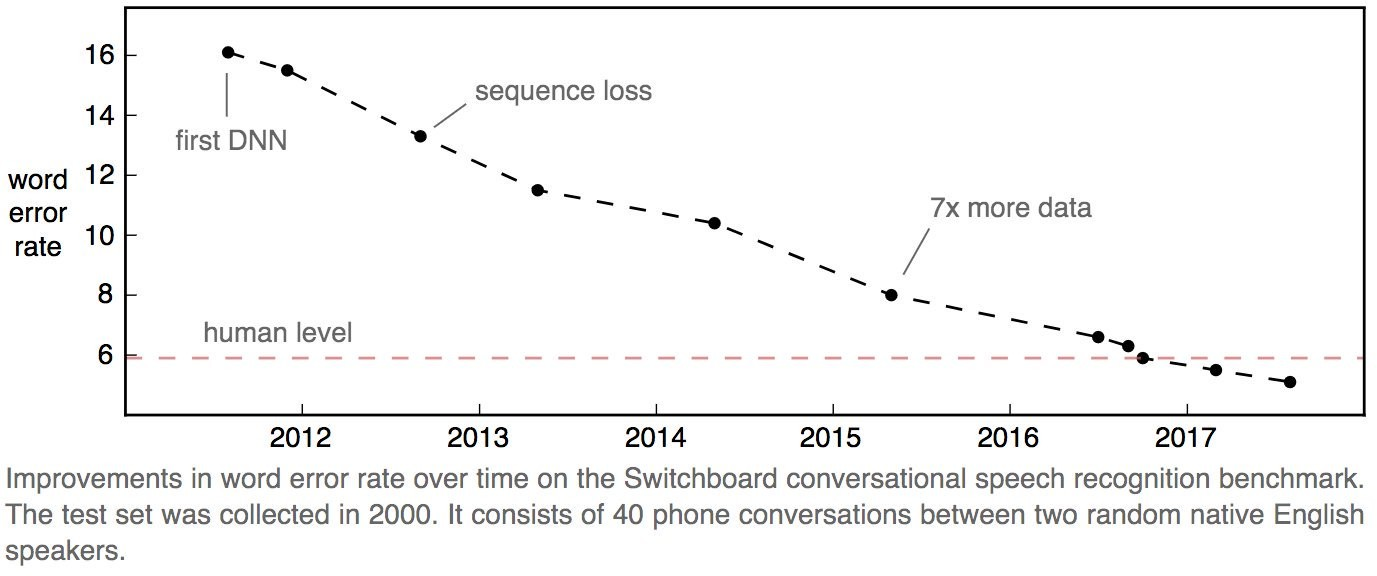 16
14
12
10
8
6
word
error
rate
first DNN
sequence loss
7x more data
human level
2012 2013 2014 2015 2016 2017
Improvements in word error rate over time on the Switchboard conversational speech recognition benchmark.
The test set was collected in 2000. It consists of 40 phone conversations between two random native English
speakers.